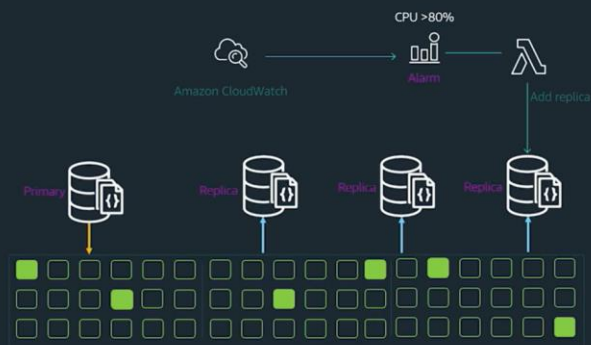 CPU >80%
Amazon CloudWatch
Alarm
Add replica
Primary
Replica
Replica
Replica